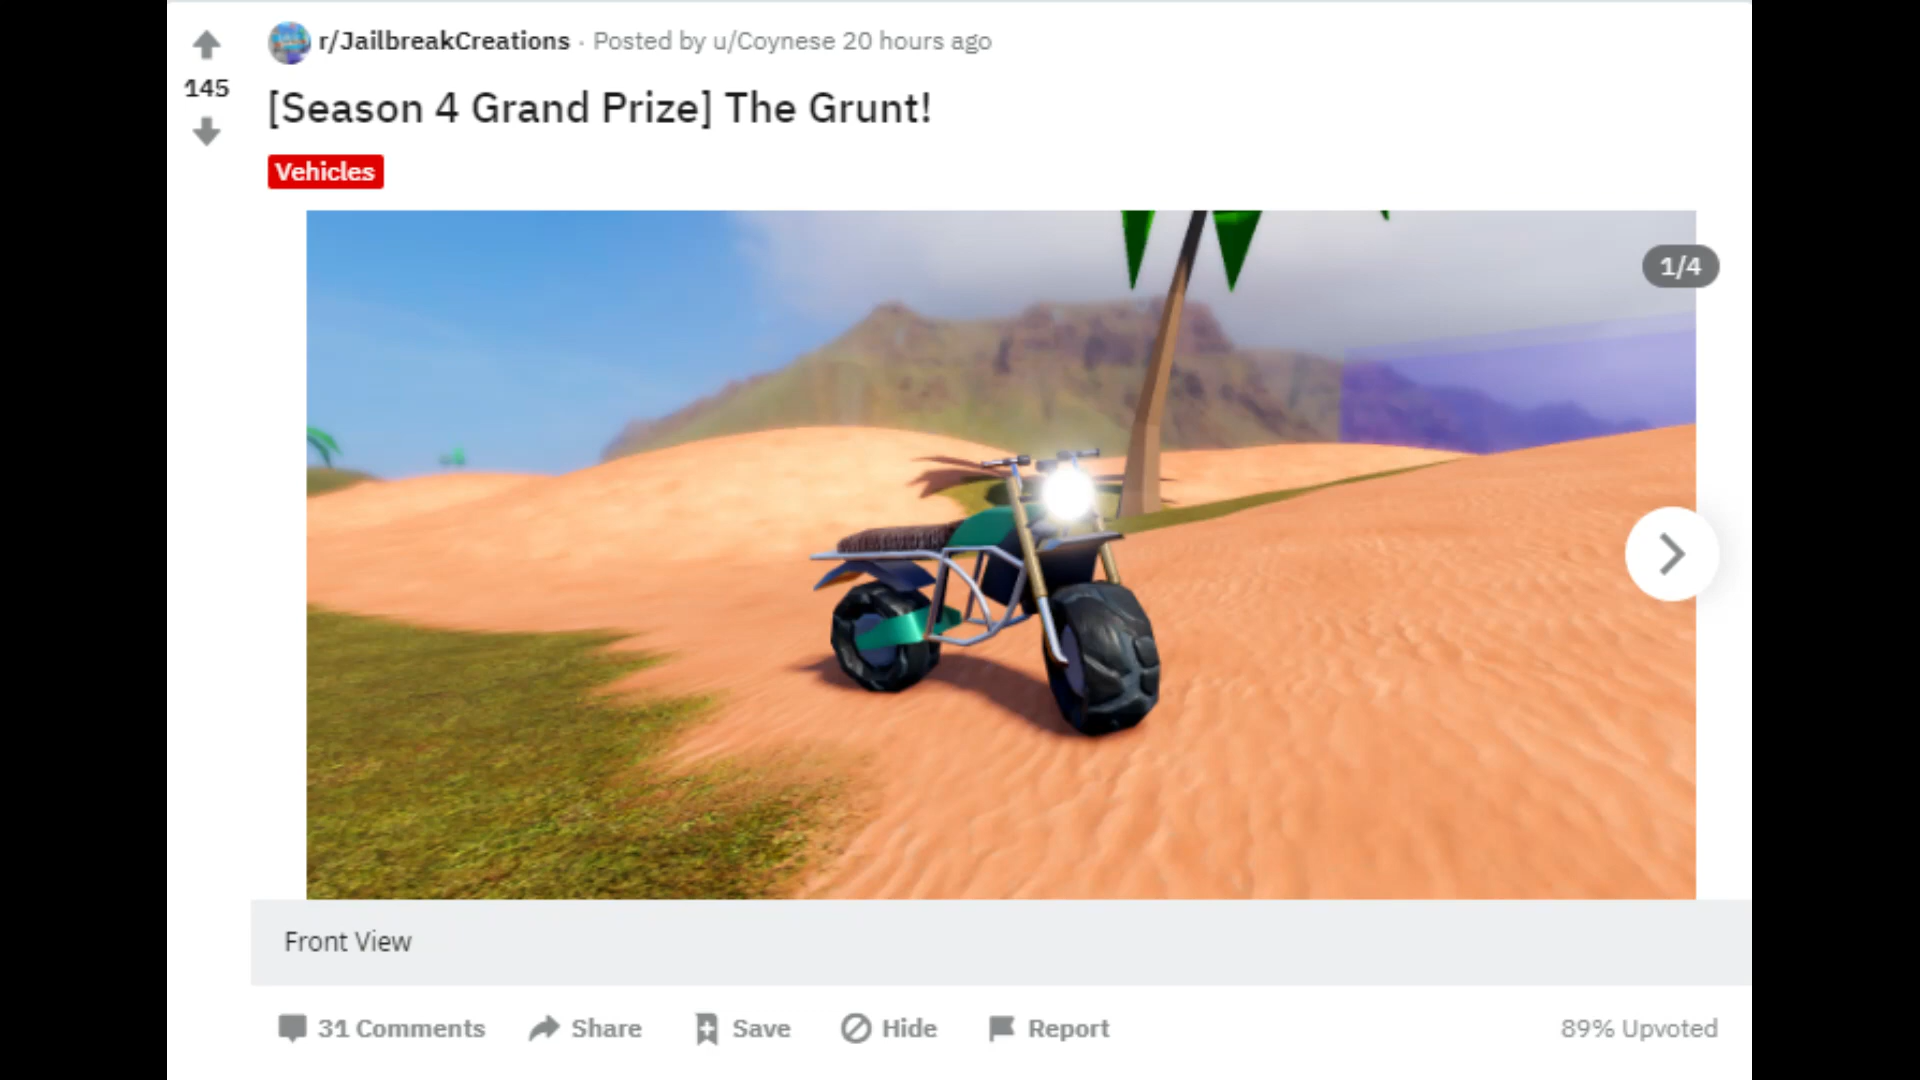 r/JailbreakCreations · Posted by u/Coynese 20 hours ago
145
[Season 4 Grand Prize] The Grunt!
Vehicles
1/4
Front View
31 Comments Share Save Hide Report 89% Upvoted